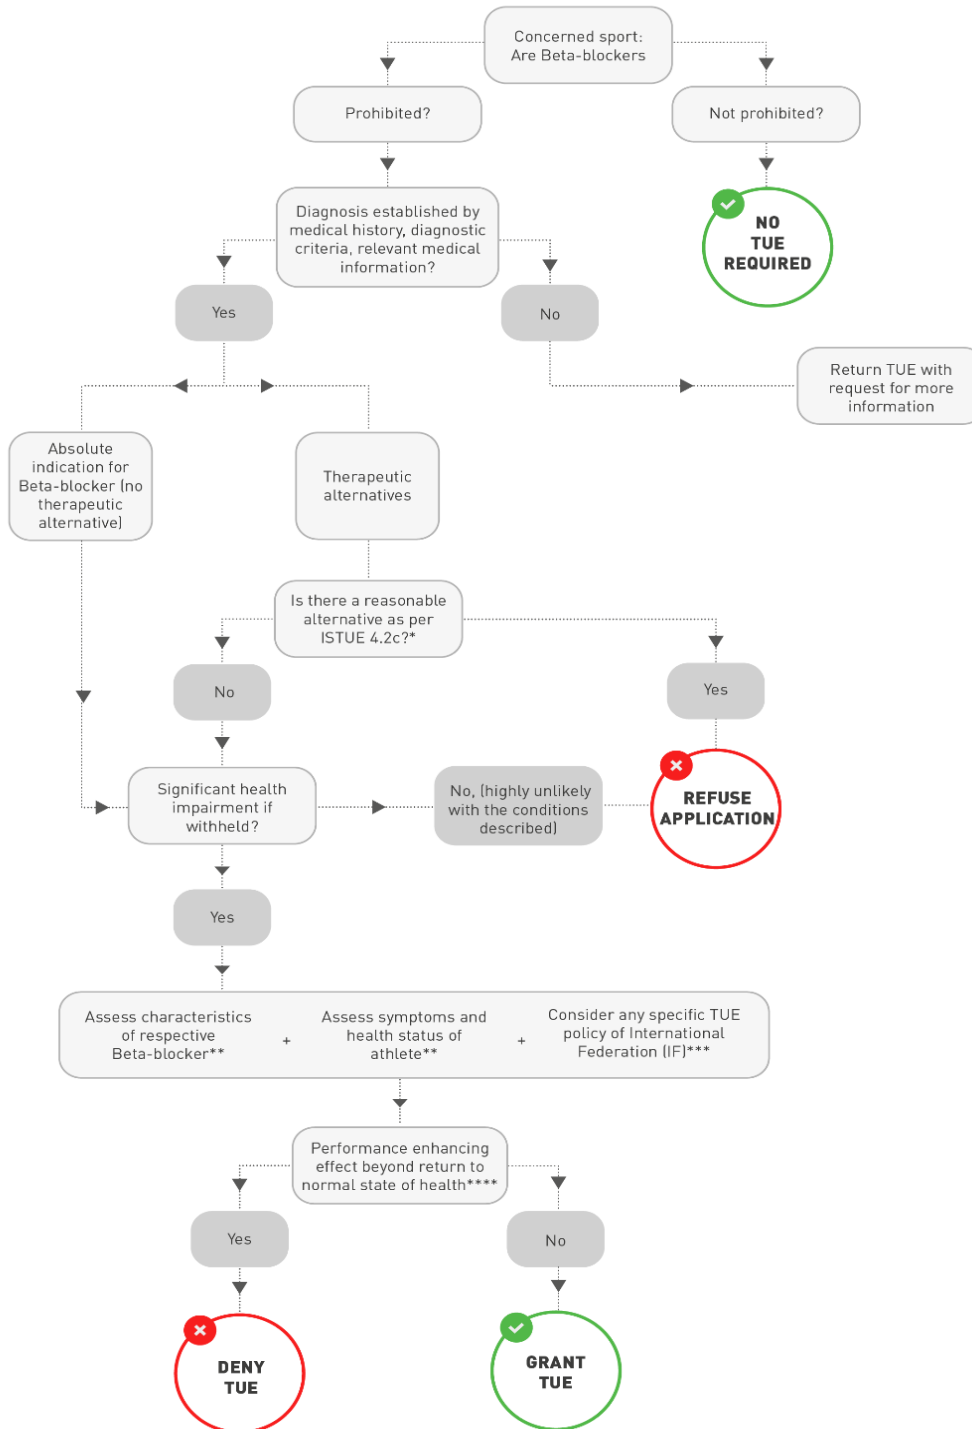 Concerned sport:
Are Beta-blockers
Prohibited?
Not prohibited?
Diagnosis established by
medical history, diagnostic
criteria, relevant medical
information?
NO
TUE
REQUIRED
Yes
No
Return TUE with
request for more
information
Absolute
indication for
Beta-blocker (no
therapeutic
alternative)
Therapeutic
alternatives
Is there a reasonable
alternative as per
ISTUE 4.2c?*
No
Yes
Significant health
impairment if
withheld?
No, (highly unlikely
with the conditions
described)
REFUSE
APPLICATION
Yes
Assess characteristics
of respective
Beta-blocker**
+
Assess symptoms and
health status of
athlete**
+
Consider any specific TUE
policy of International
Federation (IF)***
Performance enhancing
effect beyond return to
normal state of health****
Yes
No
DENY
TUE
GRANT
TUE